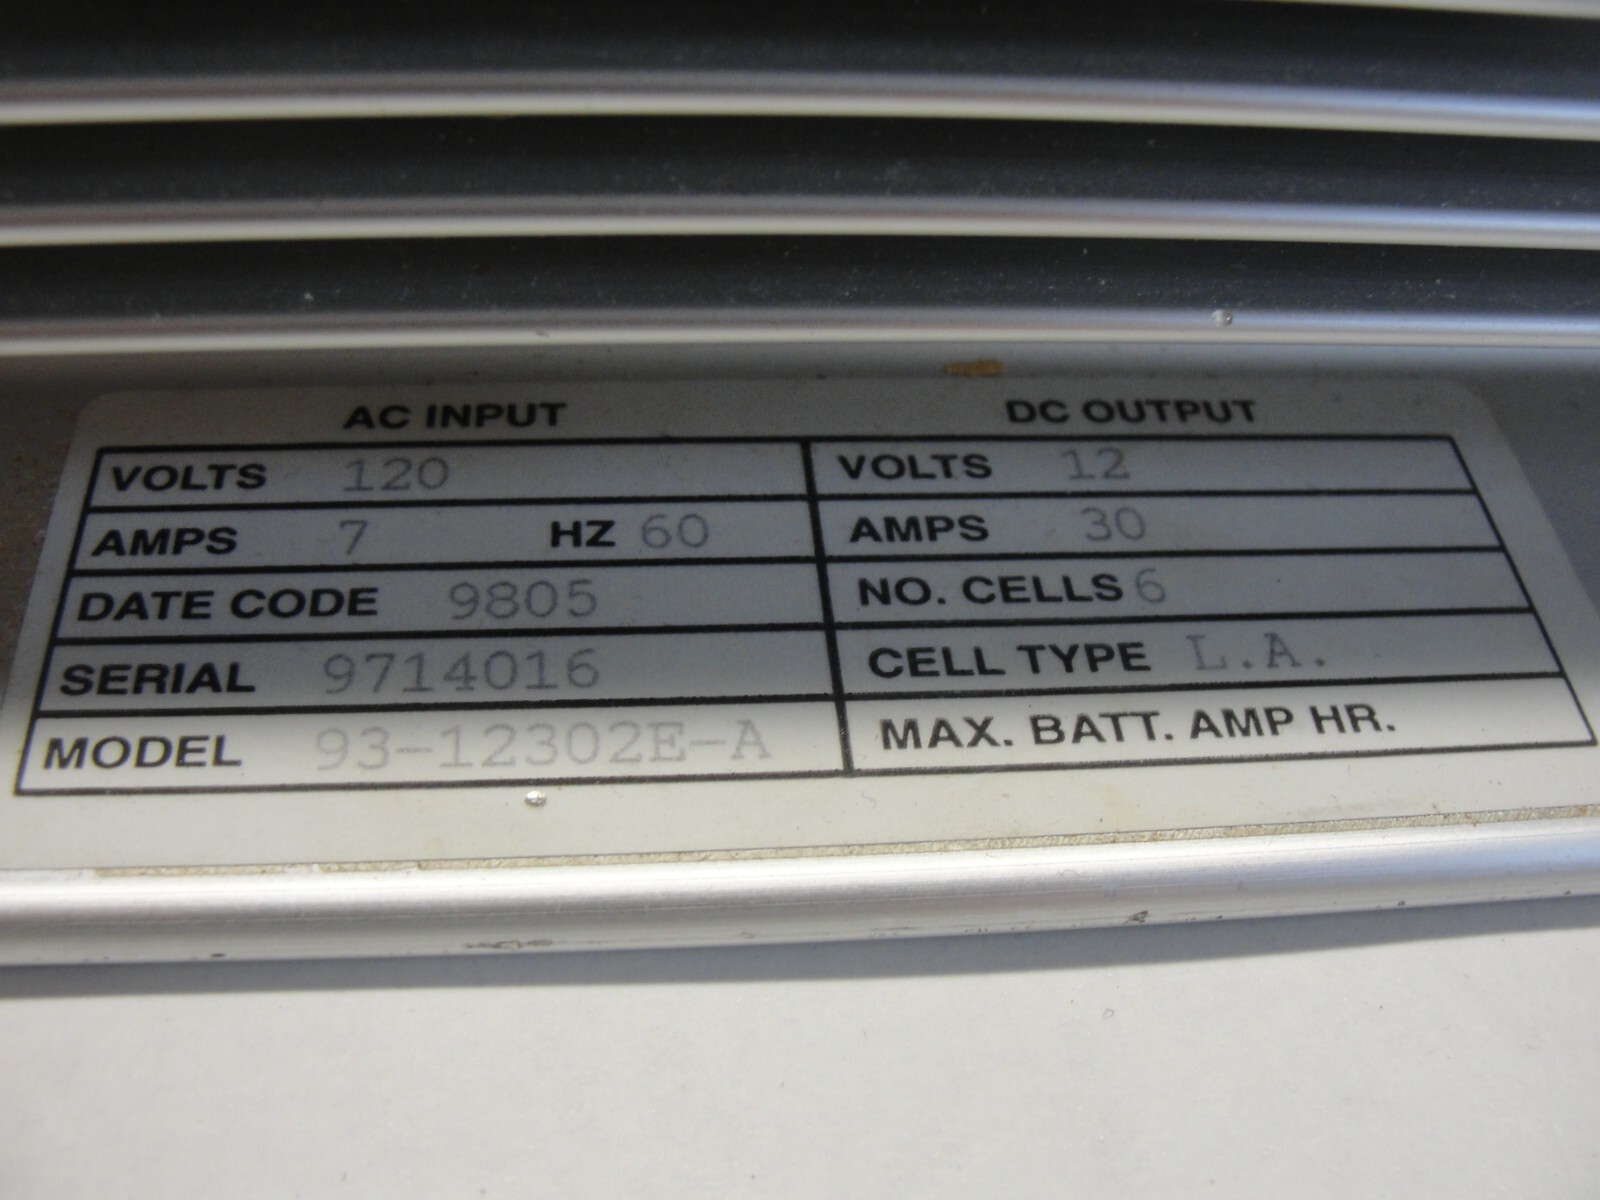 AC INPUT DC OUTPUT
VOLTS 120 VOLTS 12
AMPS 7 HZ 60 AMPS 30
DATE CODE 9805 NO. CELLS 6
SERIAL 9714016 CELL TYPE L.A.
MODEL 93-12302E-A MAX. BATT. AMP HR.